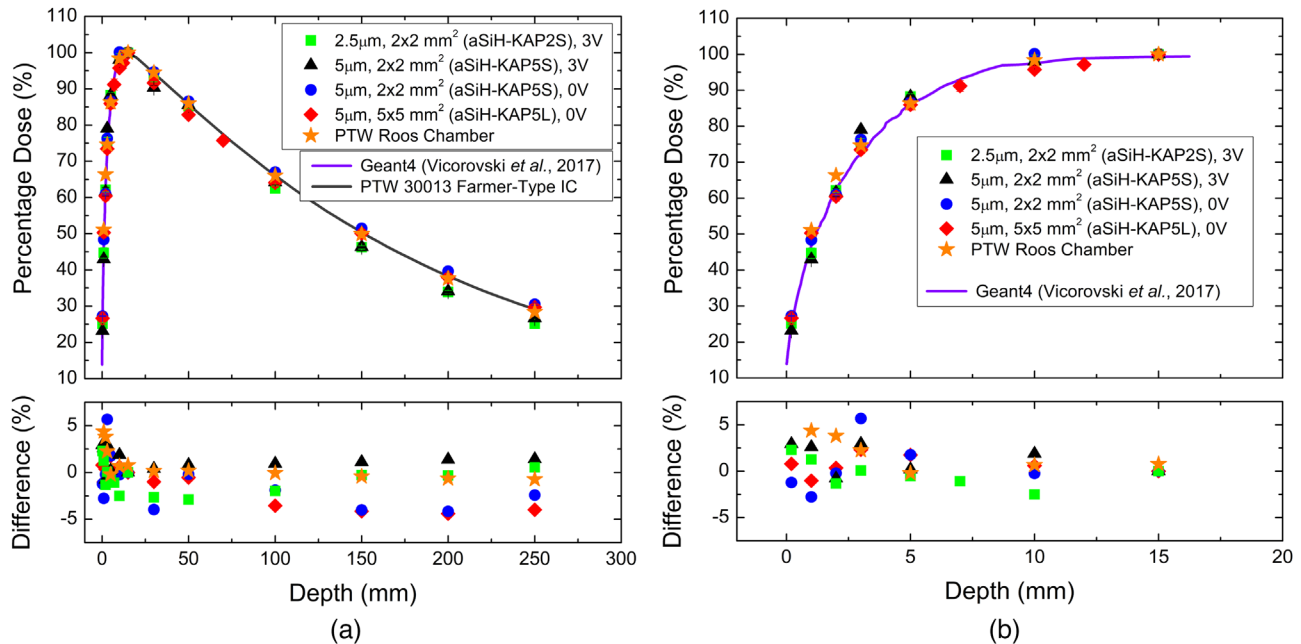 Percentage Dose (%)
110
100
90
80
70
60
50
40
30
20
10
2.5μm, 2x2 mm² (aSiH-KAP2S), 3V
5μm, 2x2 mm² (aSiH-KAP5S), 3V
5μm, 2x2 mm² (aSiH-KAP5S), 0V
5μm, 5x5 mm² (aSiH-KAP5L), 0V
PTW Roos Chamber
Geant4 (Vicorovski et al., 2017)
PTW 30013 Farmer-Type IC
Difference (%)
5
0
-5
0 50 100 150 200 250 300
Depth (mm)
(a)
Percentage Dose (%)
110
100
90
80
70
60
50
40
30
20
10
2.5μm, 2x2 mm² (aSiH-KAP2S), 3V
5μm, 2x2 mm² (aSiH-KAP5S), 3V
5μm, 2x2 mm² (aSiH-KAP5S), 0V
5μm, 5x5 mm² (aSiH-KAP5L), 0V
PTW Roos Chamber
Geant4 (Vicorovski et al., 2017)
Difference (%)
5
0
-5
0 5 10 15 20
Depth (mm)
(b)